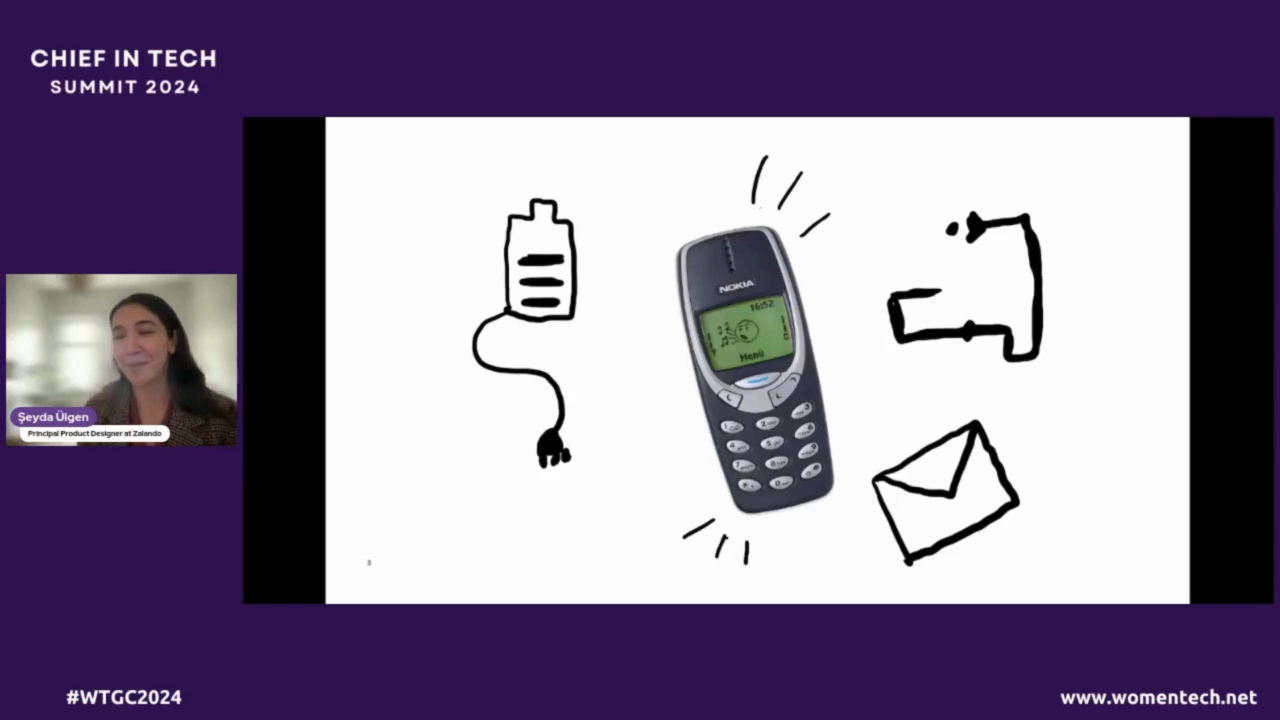 CHIEF IN TECH
SUMMIT 2024
NOKIA
16:52
Menü
Şeyda Ülgen
Principal Product Designer at Zalando
3
#WTGC2024
www.womentech.net